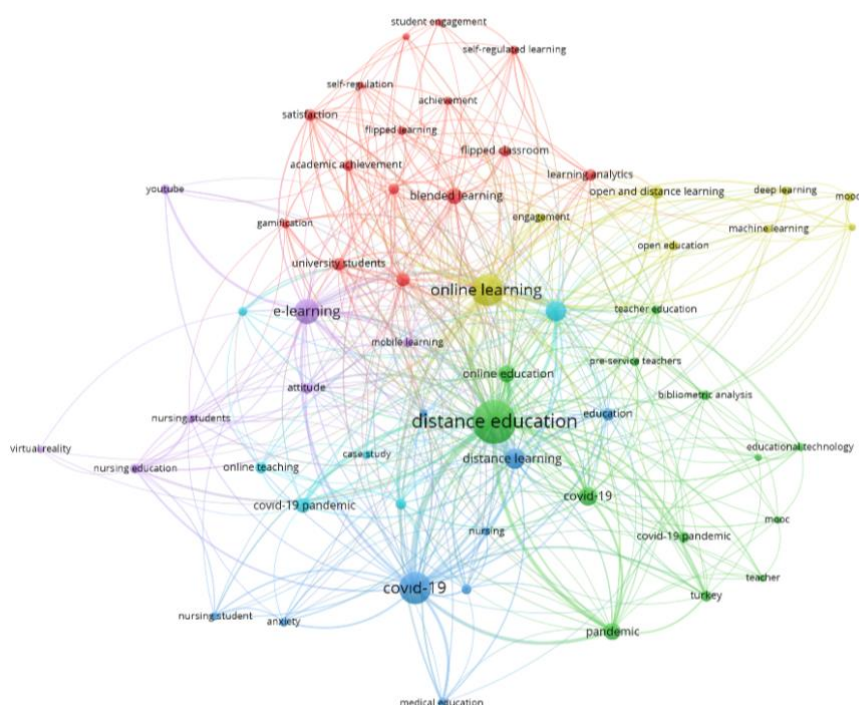 student engagement
self-regulated learning
self-regulation
achievement
satisfaction
flipped learning
flipped classroom
academic achievement
learning analytics
youtube
blended learning
open and distance learning
deep learning
mooc
gamification
engagement
machine learning
open education
university students
online learning
e-learning
teacher education
mobile learning
pre-service teachers
online education
attitude
bibliometric analysis
nursing students
distance education
education
virtual reality
nursing education
online teaching
case study
distance learning
educational technology
covid-19 pandemic
covid-19
mooc
nursing
covid-19 pandemic
teacher
covid-19
turkey
nursing student
anxiety
pandemic
medical education